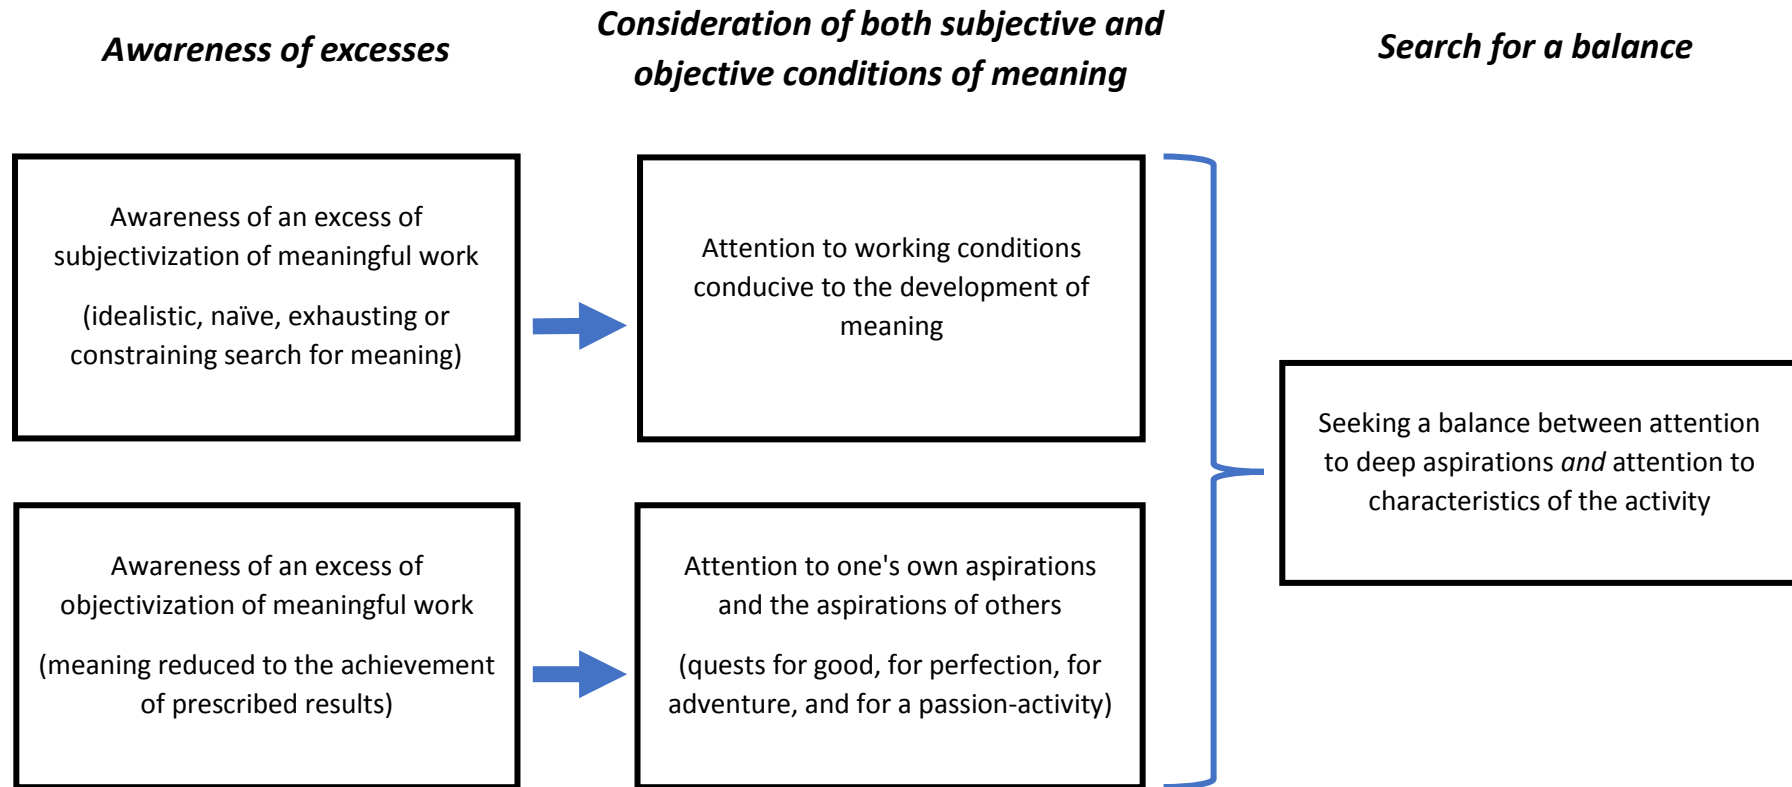 Awareness of excesses
Consideration of both subjective and
objective conditions of meaning
Search for a balance
Awareness of an excess of
subjectivization of meaningful work
(idealistic, naïve, exhausting or
constraining search for meaning)
Attention to working conditions
conducive to the development of
meaning
Awareness of an excess of
objectivization of meaningful work
(meaning reduced to the achievement
of prescribed results)
Attention to one's own aspirations
and the aspirations of others
(quests for good, for perfection, for
adventure, and for a passion-activity)
Seeking a balance between attention
to deep aspirations and attention to
characteristics of the activity